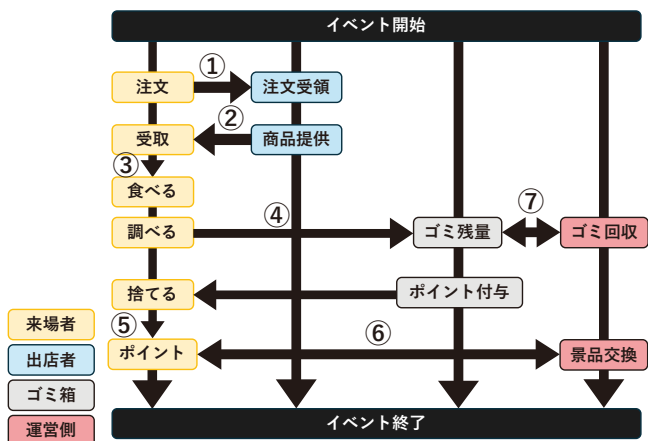 イベント開始
①
注文
注文受領
②
受取
商品提供
③
食べる
④
⑦
調べる
ゴミ残量
ゴミ回収
捨てる
ポイント付与
来場者
⑤
⑥
ポイント
景品交換
出店者
ゴミ箱
運営側
イベント終了